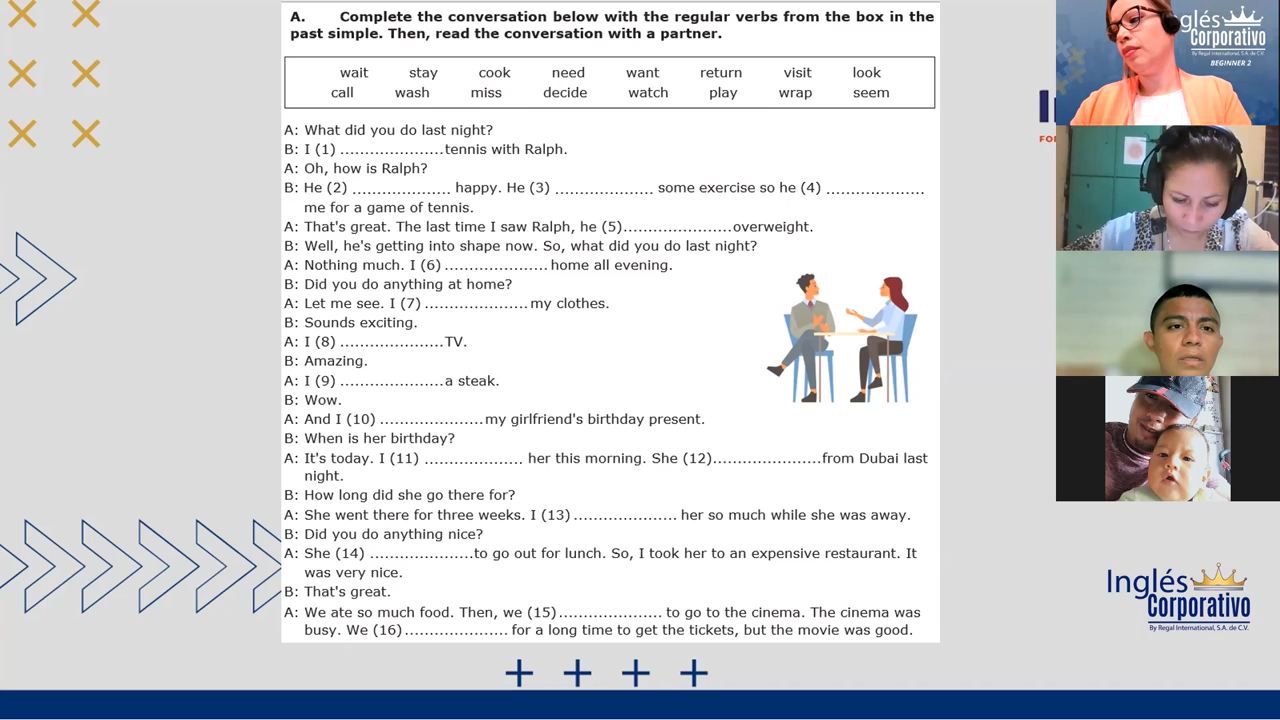 A. Complete the conversation below with the regular verbs from the box in the
past simple. Then, read the conversation with a partner.
wait stay cook need want return visit look
call wash miss decide watch play wrap seem
A: What did you do last night?
B: I (1) .....................tennis with Ralph.
A: Oh, how is Ralph?
B: He (2) .................... happy. He (3) .................... some exercise so he (4) ....................
me for a game of tennis.
A: That's great. The last time I saw Ralph, he (5)......................overweight.
B: Well, he's getting into shape now. So, what did you do last night?
A: Nothing much. I (6) ..................... home all evening.
B: Did you do anything at home?
A: Let me see. I (7) .....................my clothes.
B: Sounds exciting.
A: I (8) .....................TV.
B: Amazing.
A: I (9) .....................a steak.
B: Wow.
A: And I (10) .....................my girlfriend's birthday present.
B: When is her birthday?
A: It's today. I (11) .................... her this morning. She (12)......................from Dubai last
night.
B: How long did she go there for?
A: She went there for three weeks. I (13) ..................... her so much while she was away.
B: Did you do anything nice?
A: She (14) .....................to go out for lunch. So, I took her to an expensive restaurant. It
was very nice.
B: That's great.
A: We ate so much food. Then, we (15)..................... to go to the cinema. The cinema was
busy. We (16)..................... for a long time to get the tickets, but the movie was good.
glés
Corporativo
By Regal International, S.A. de C.V.
BEGINNER 2
FO
Inglés
Corporativo
By Regal International, S.A. de C.V.